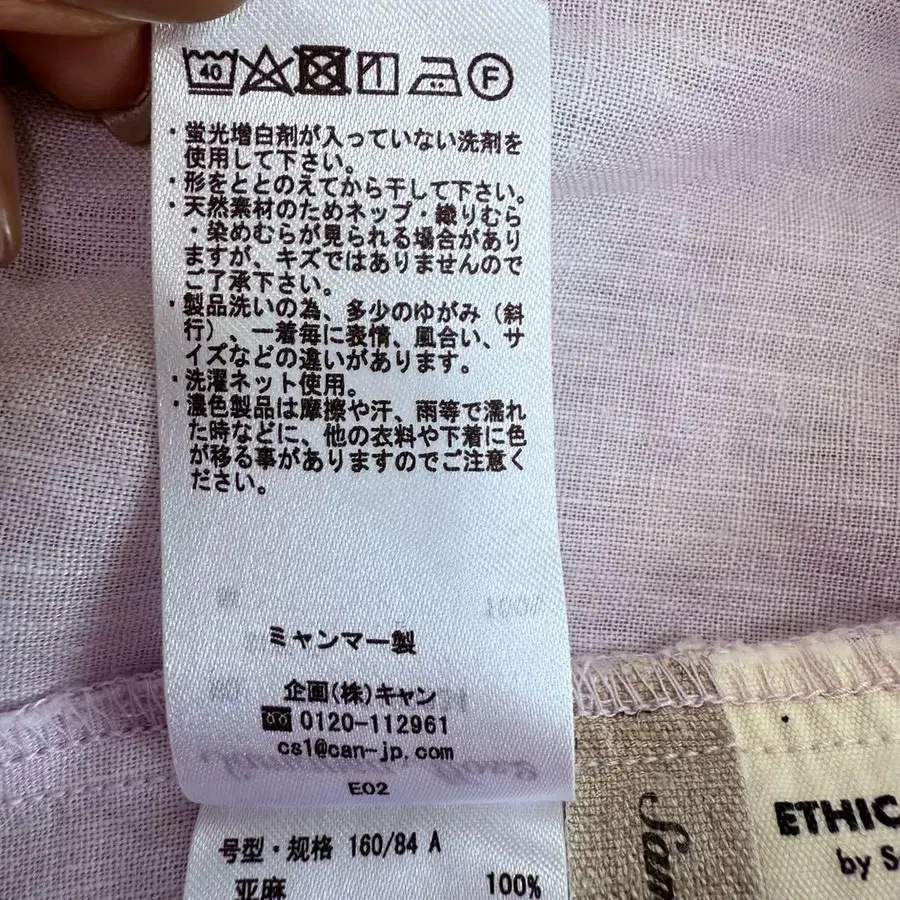 40
F
・蛍光増白剤が入っていない洗剤を
使用して下さい。
・形をととのえてから干して下さい。
・天然素材のためネップ・織りむら
・染めむらが見られる場合があり
ますが、キズではありませんので
ご了承下さい。
・製品洗いの為、多少のゆがみ（斜
行）、一着毎に表情、風合い、サ
イズなどの違いがあります。
・洗濯ネット使用。
・濃色製品は摩擦や汗、雨等で濡れ
た時などに、他の衣料や下着に色
が移る事がありますのでご注意く
ださい。
ミャンマー製
企画(株)キャン
0120-112961
cs1@can-jp.com
E02
号型・规格 160/84 A
亚麻 100%
Sam
ETHIC
by S